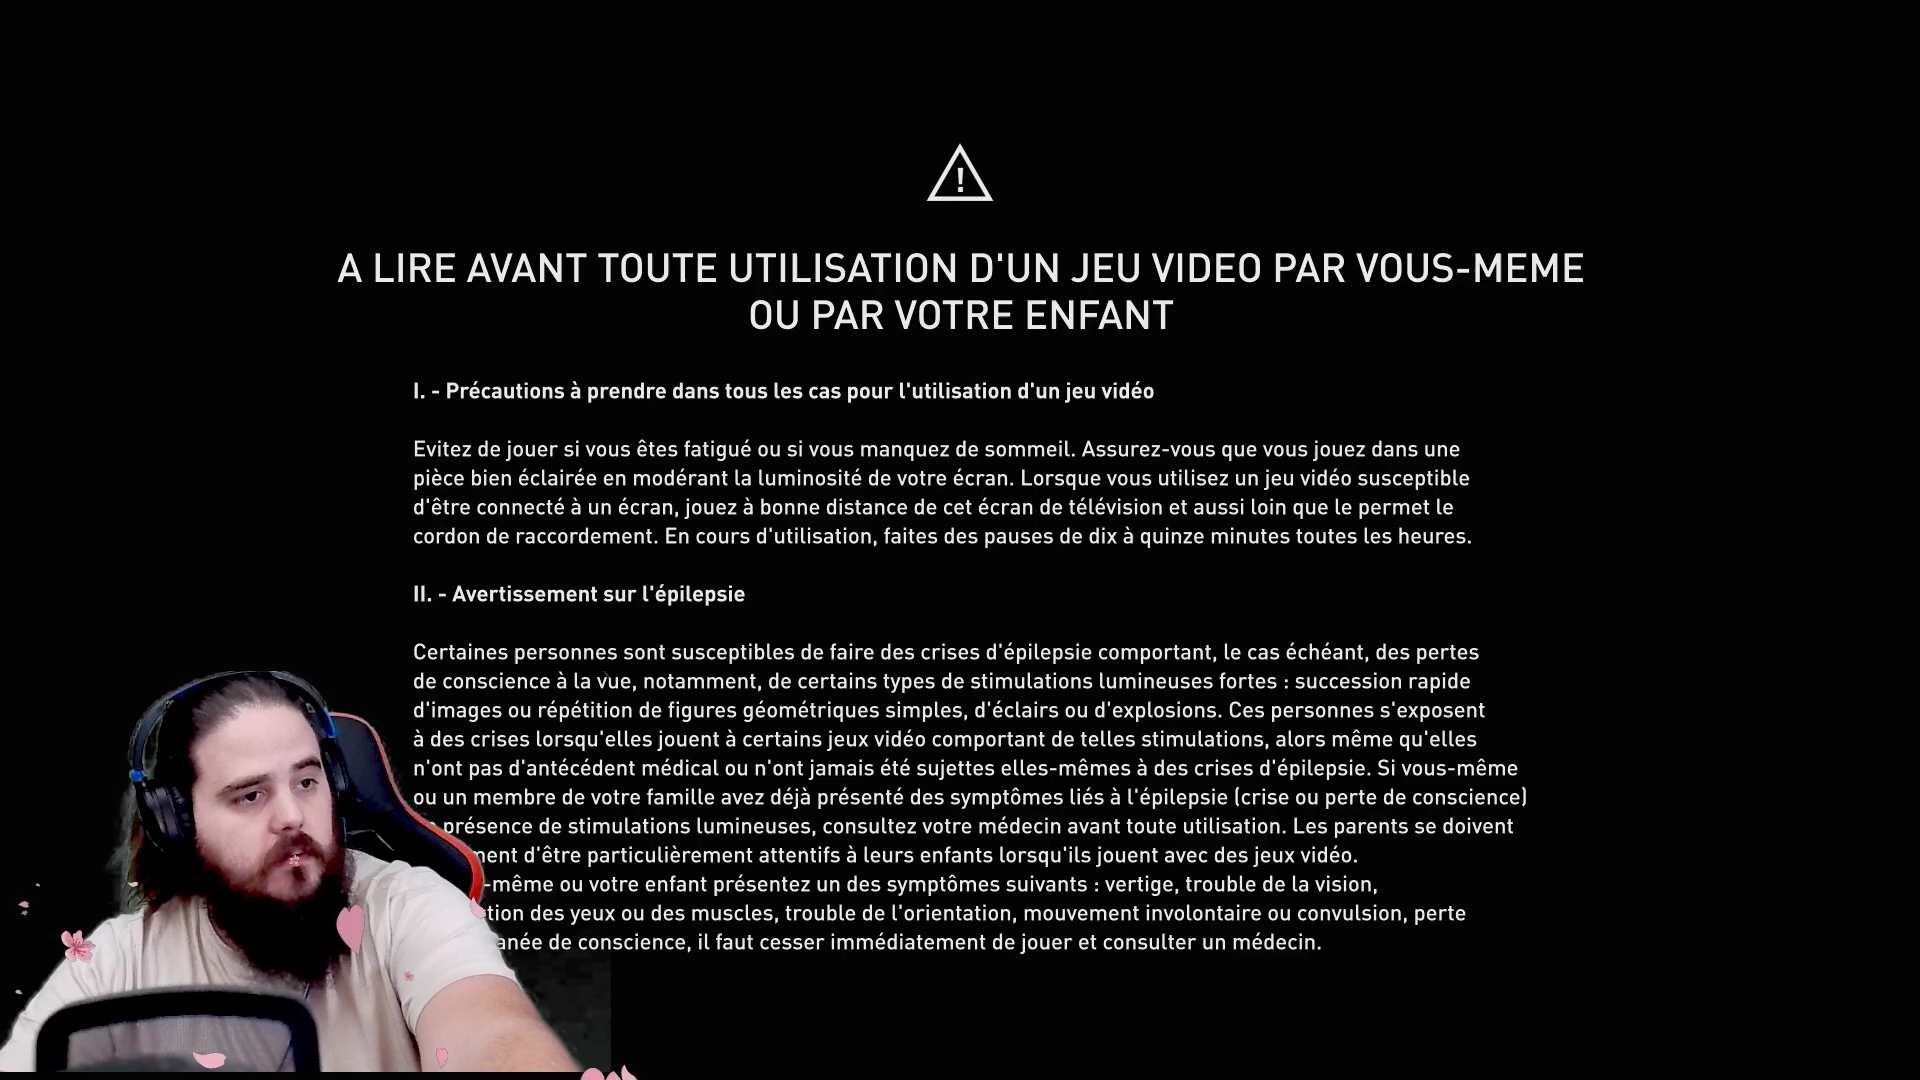 A LIRE AVANT TOUTE UTILISATION D'UN JEU VIDEO PAR VOUS-MEME
OU PAR VOTRE ENFANT
I. - Précautions à prendre dans tous les cas pour l'utilisation d'un jeu vidéo
Evitez de jouer si vous êtes fatigué ou si vous manquez de sommeil. Assurez-vous que vous jouez dans une
pièce bien éclairée en modérant la luminosité de votre écran. Lorsque vous utilisez un jeu vidéo susceptible
d'être connecté à un écran, jouez à bonne distance de cet écran de télévision et aussi loin que le permet le
cordon de raccordement. En cours d'utilisation, faites des pauses de dix à quinze minutes toutes les heures.
II. - Avertissement sur l'épilepsie
Certaines personnes sont susceptibles de faire des crises d'épilepsie comportant, le cas échéant, des pertes
de conscience à la vue, notamment, de certains types de stimulations lumineuses fortes : succession rapide
d'images ou répétition de figures géométriques simples, d'éclairs ou d'explosions. Ces personnes s'exposent
à des crises lorsqu'elles jouent à certains jeux vidéo comportant de telles stimulations, alors même qu'elles
n'ont pas d'antécédent médical ou n'ont jamais été sujettes elles-mêmes à des crises d'épilepsie. Si vous-même
ou un membre de votre famille avez déjà présenté des symptômes liés à l'épilepsie (crise ou perte de conscience)
présence de stimulations lumineuses, consultez votre médecin avant toute utilisation. Les parents se doivent
d'être particulièrement attentifs à leurs enfants lorsqu'ils jouent avec des jeux vidéo.
-même ou votre enfant présentez un des symptômes suivants : vertige, trouble de la vision,
des yeux ou des muscles, trouble de l'orientation, mouvement involontaire ou convulsion, perte
de conscience, il faut cesser immédiatement de jouer et consulter un médecin.